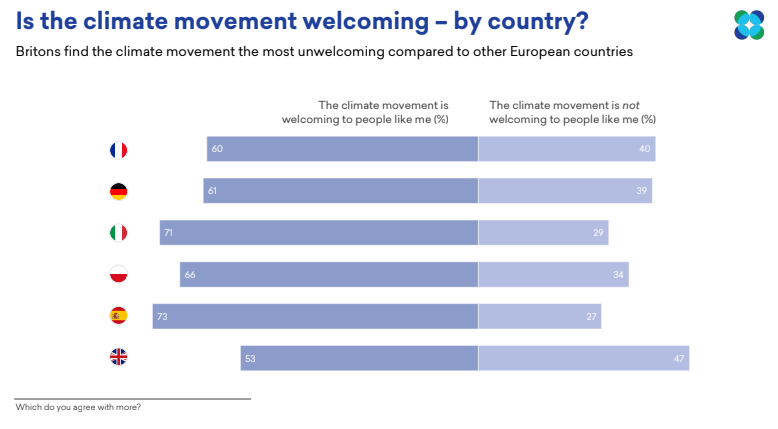 Is the climate movement welcoming – by country?
Britons find the climate movement the most unwelcoming compared to other European countries
The climate movement is
welcoming to people like me (%)
The climate movement is not
welcoming to people like me (%)
60 40
61 39
71 29
66 34
73 27
53 47
Which do you agree with more?